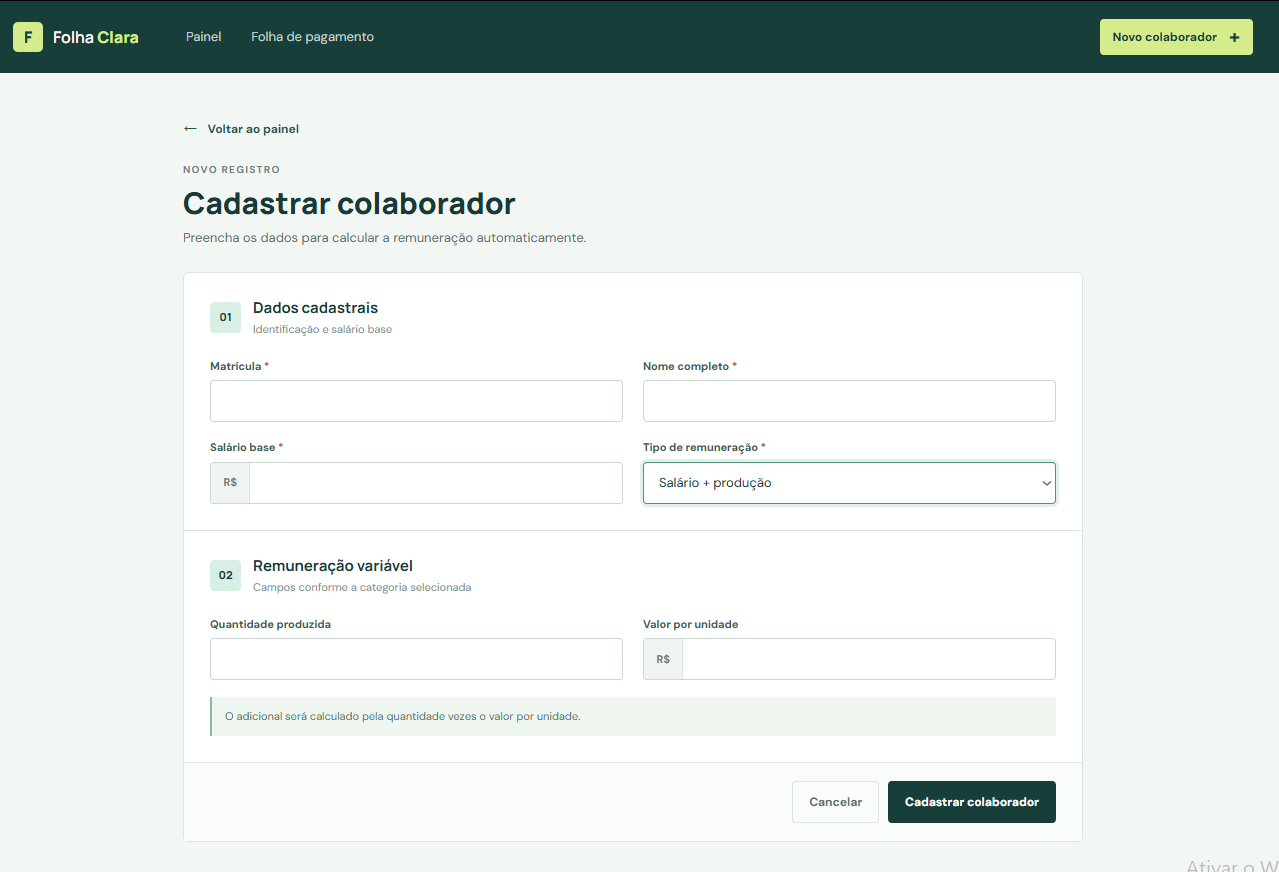 F Folha Clara Painel Folha de pagamento Novo colaborador +
← Voltar ao painel
NOVO REGISTRO
Cadastrar colaborador
Preencha os dados para calcular a remuneração automaticamente.
01 Dados cadastrais
Identificação e salário base
Matrícula * Nome completo *
Salário base * Tipo de remuneração *
R$ Salário + produção
02 Remuneração variável
Campos conforme a categoria selecionada
Quantidade produzida Valor por unidade
R$
O adicional será calculado pela quantidade vezes o valor por unidade.
Cancelar Cadastrar colaborador
Ativar o W